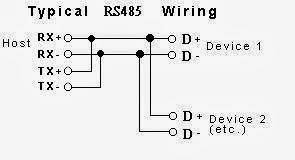 Typical RS485 Wiring
Host RX+
RX-
TX+
TX-
D+
D-
Device 1
D+
D-
Device 2
(etc.)